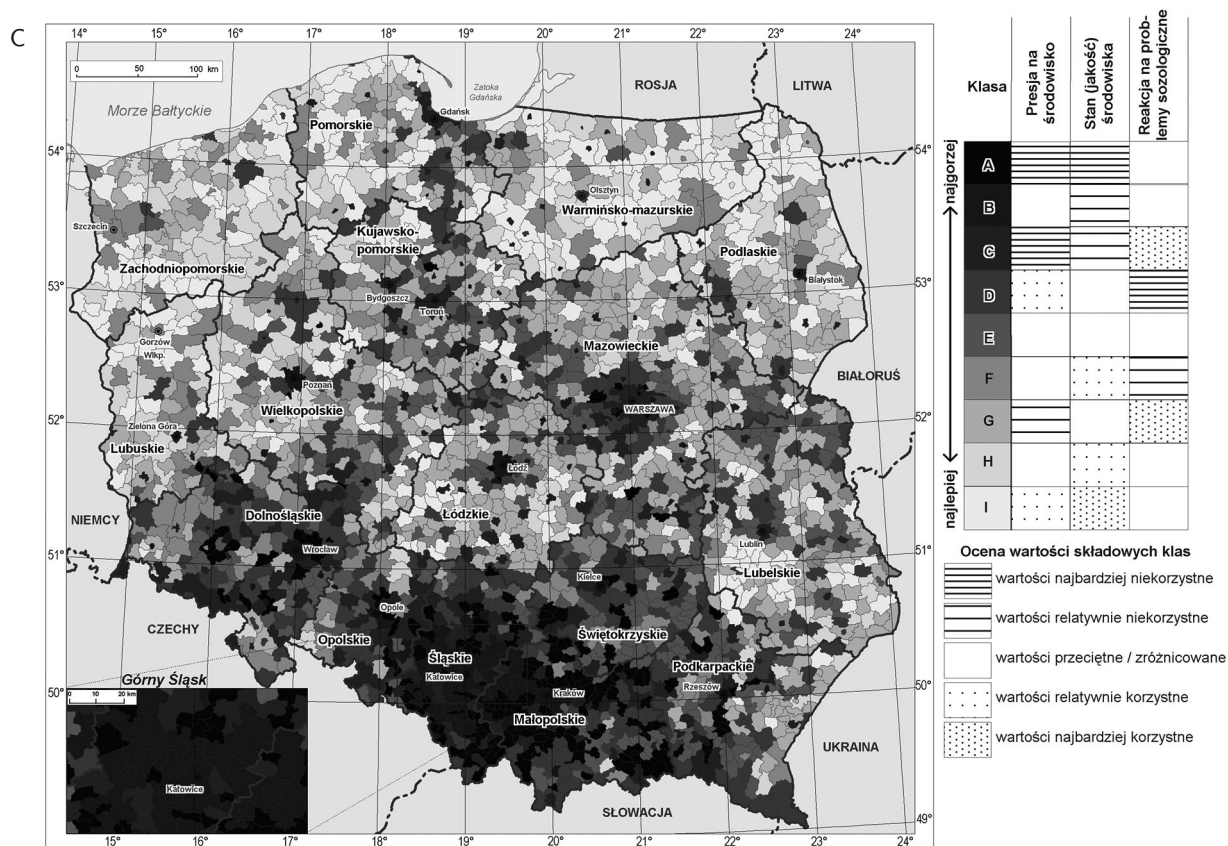 C
14°
16°
17°
18°
19°
20°
21°
22°
23°
24°
15°
0 50 100 km
ROSJA
LITWA
Zatoka
Gdańska
Morze Bałtyckie
Gdańsk
Pomorskie
54°
54°
Olsztyn
Warmińsko-mazurskie
Szczecin
Kujawsko-
pomorskie
Podlaskie
Zachodniopomorskie
Białystok
53°
53°
Bydgoszcz
Toruń
Gorzów
Wlkp.
Mazowieckie
BIAŁORUŚ
Poznań
Wielkopolskie
WARSZAWA
52°
52°
Zielona Góra
Lubuskie
Łódź
NIEMCY
Dolnośląskie
Łódzkie
Wrocław
Lublin
51°
51°
Lubelskie
Kielce
CZECHY
Opole
Opolskie
Świętokrzyskie
Śląskie
Katowice
Podkarpackie
Rzeszów
50°
50°
Kraków
Małopolskie
Górny Śląsk
0 10 20 km
Katowice
UKRAINA
SŁOWACJA
49°
15°
16°
17°
18°
19°
20°
21°
22°
23°
24°
Klasa
Presja na
środowisko
Stan (jakość)
środowiska
Reakcja na prob-
lemy sozologiczne
najgorzej
najlepiej
A
B
C
D
E
F
G
H
I
Ocena wartości składowych klas
wartości najbardziej niekorzystne
wartości relatywnie niekorzystne
wartości przeciętne / zróżnicowane
wartości relatywnie korzystne
wartości najbardziej korzystne